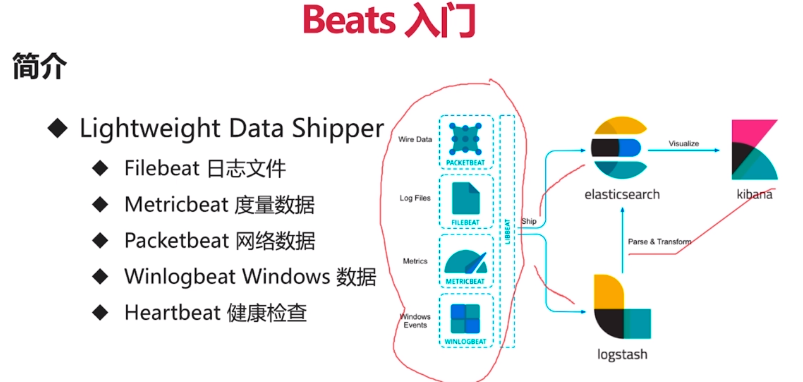 Beats 入门
简介
Lightweight Data Shipper
Filebeat 日志文件
Metricbeat 度量数据
Packetbeat 网络数据
Winlogbeat Windows 数据
Heartbeat 健康检查
Wire Data
PACKETBEAT
Log Files
FILEBEAT
Metrics
METRICBEAT
Windows
Events
WINLOGBEAT
LIBBEAT
Ship
elasticsearch
Visualize
kibana
Parse & Transform
logstash